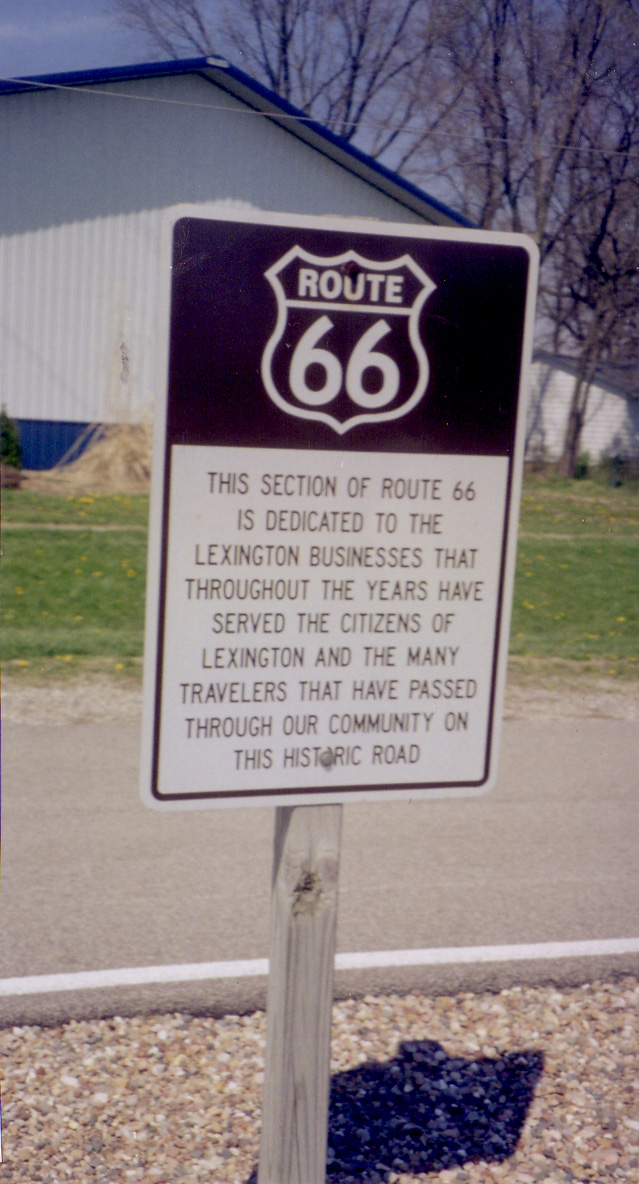 ROUTE
66
THIS SECTION OF ROUTE 66
IS DEDICATED TO THE
LEXINGTON BUSINESSES THAT
THROUGHOUT THE YEARS HAVE
SERVED THE CITIZENS OF
LEXINGTON AND THE MANY
TRAVELERS THAT HAVE PASSED
THROUGH OUR COMMUNITY ON
THIS HISTORIC ROAD